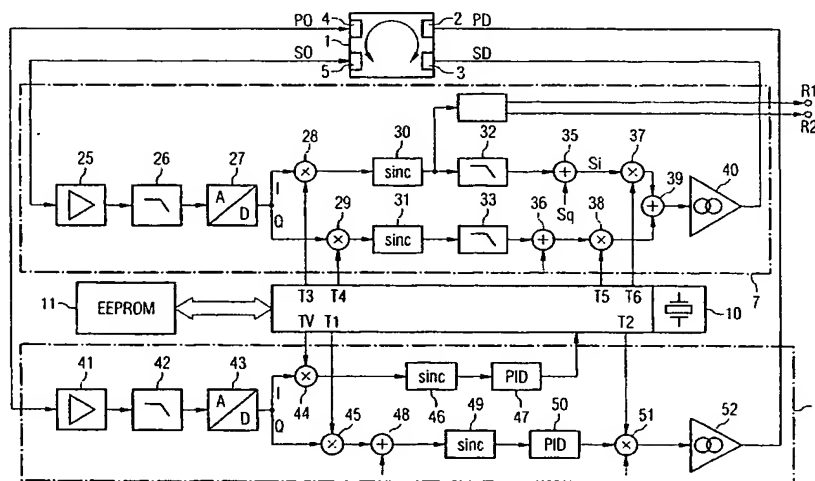 PO 4 2 PD
1
SO 5 3 SD
R1
R2
28 30 32 35 37
25 26 27 sinc Si 39 40
A D I
Q 29 31 33 Sq 36 38
sinc
7
T3 T4 T5 T6
11 EEPROM 10
TV T1 T2
41 42 43
A D I
Q 44 sinc 46 PID 47
45 48 49 50 51 52
sinc PID